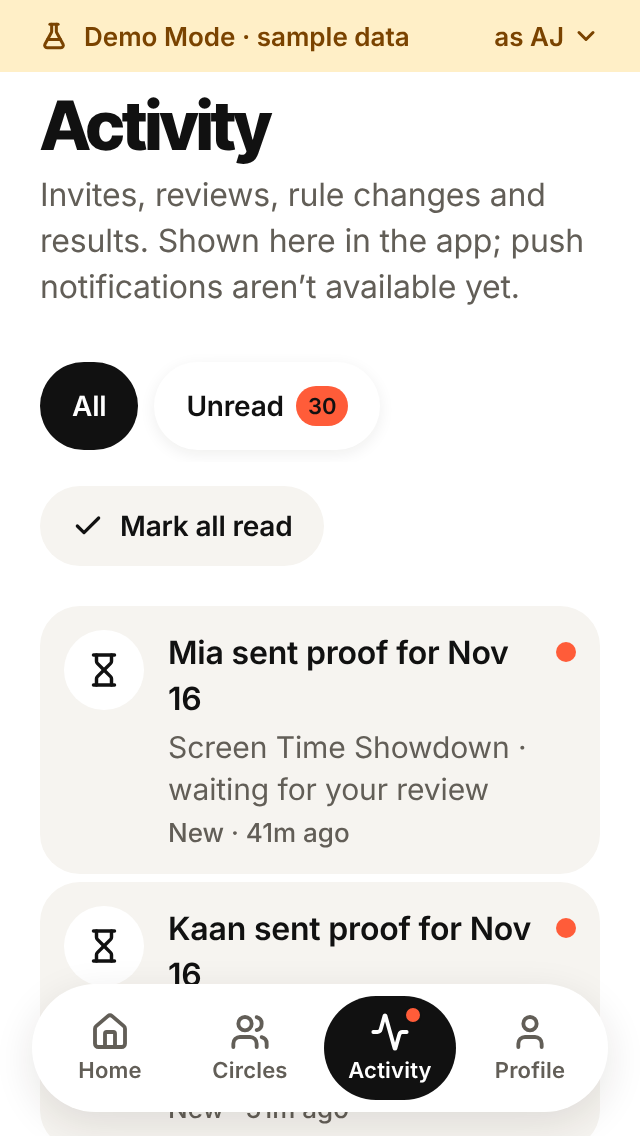 Demo Mode · sample data as AJ
Activity
Invites, reviews, rule changes and
results. Shown here in the app; push
notifications aren’t available yet.
All
Unread 30
Mark all read
Mia sent proof for Nov
16
Screen Time Showdown ·
waiting for your review
New · 41m ago
Kaan sent proof for Nov
16
Home Circles Activity Profile